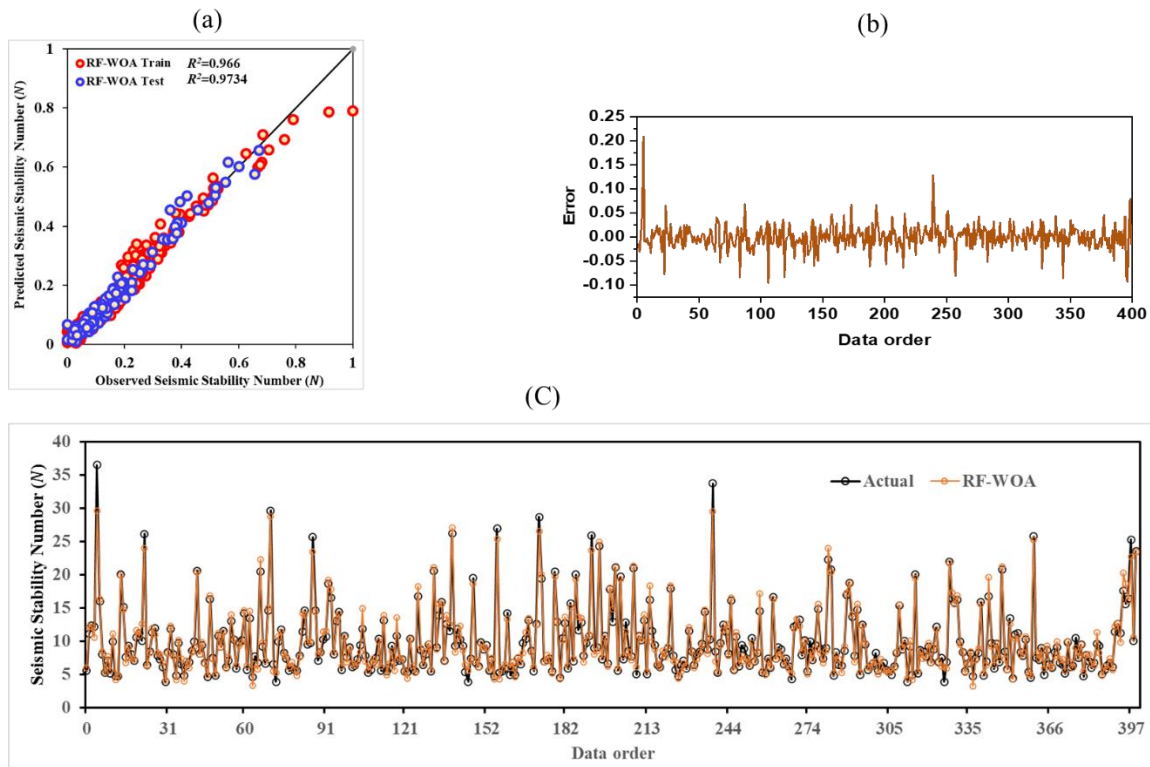 (a)
RF-WOA Train R²=0.966
RF-WOA Test R²=0.9734
Predicted Seismic Stability Number (N)
1
0.8
0.6
0.4
0.2
0
0 0.2 0.4 0.6 0.8 1
Observed Seismic Stability Number (N)
(b)
Error
0.25
0.20
0.15
0.10
0.05
0.00
-0.05
-0.10
0 50 100 150 200 250 300 350 400
Data order
(C)
Seismic Stability Number (N)
40
35
30
25
20
15
10
5
0
Actual RF-WOA
0 31 60 91 121 152 182 213 244 274 305 335 366 397
Data order